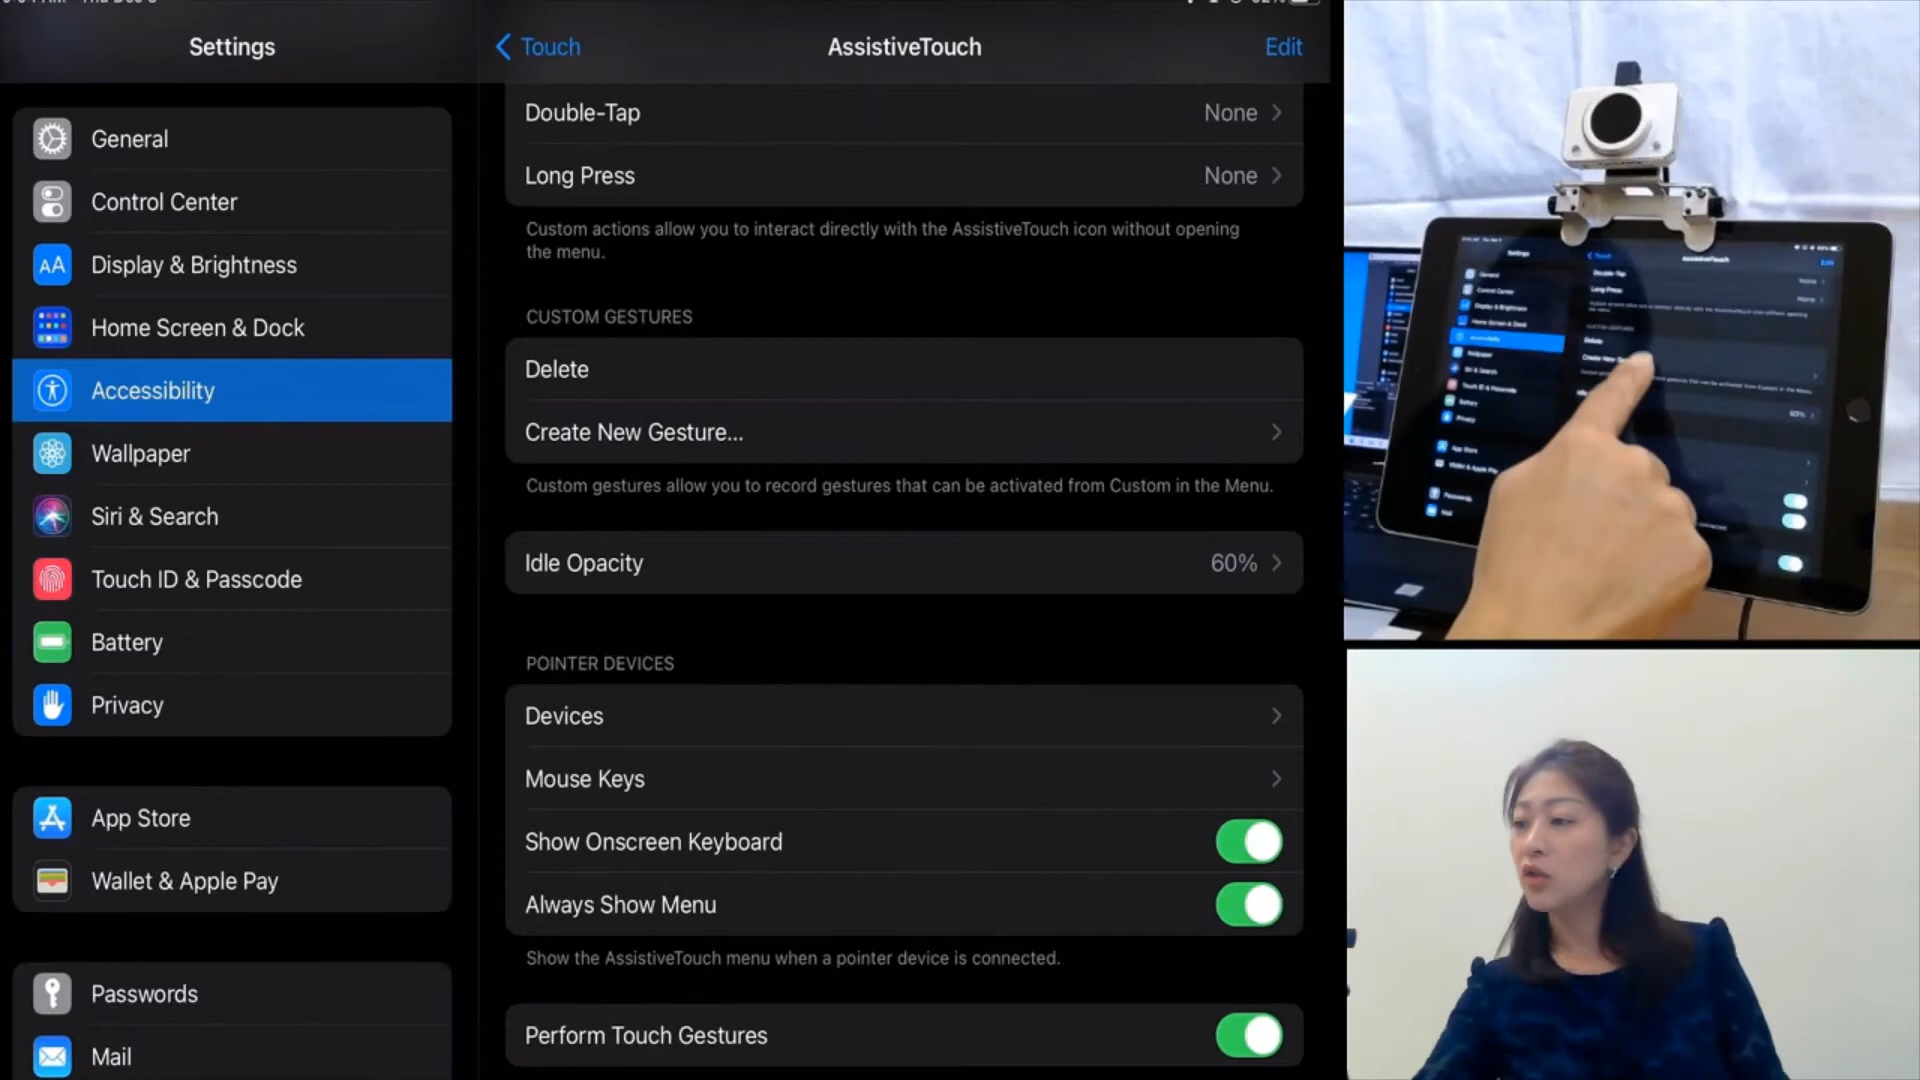 Settings
General
Control Center
Display & Brightness
Home Screen & Dock
Accessibility
Wallpaper
Siri & Search
Touch ID & Passcode
Battery
Privacy
App Store
Wallet & Apple Pay
Passwords
Mail
Touch
AssistiveTouch
Edit
Double-Tap None
Long Press None
Custom actions allow you to interact directly with the AssistiveTouch icon without opening
the menu.
CUSTOM GESTURES
Delete
Create New Gesture...
Custom gestures allow you to record gestures that can be activated from Custom in the Menu.
Idle Opacity 60%
POINTER DEVICES
Devices
Mouse Keys
Show Onscreen Keyboard
Always Show Menu
Show the AssistiveTouch menu when a pointer device is connected.
Perform Touch Gestures